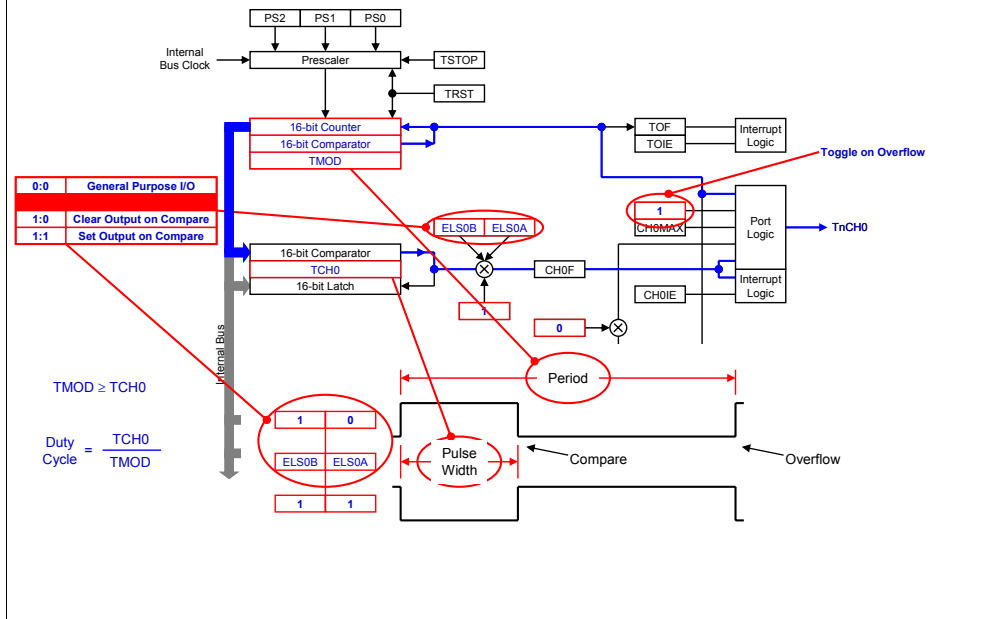 PS2 PS1 PS0
Internal
Bus Clock
Prescaler
TSTOP
TRST
16-bit Counter
16-bit Comparator
TMOD
TOF
TOIE
Interrupt
Logic
Toggle on Overflow
0:0 General Purpose I/O
1:0 Clear Output on Compare
1:1 Set Output on Compare
ELS0B ELS0A
1
CH0MAX
Port
Logic
TnCH0
16-bit Comparator
TCH0
16-bit Latch
CH0F
Interrupt
Logic
CH0IE
1
0
Internal Bus
TMOD ≥ TCH0
Period
Duty
Cycle
=
TCH0
TMOD
1 0
ELS0B ELS0A
1 1
Pulse
Width
Compare
Overflow